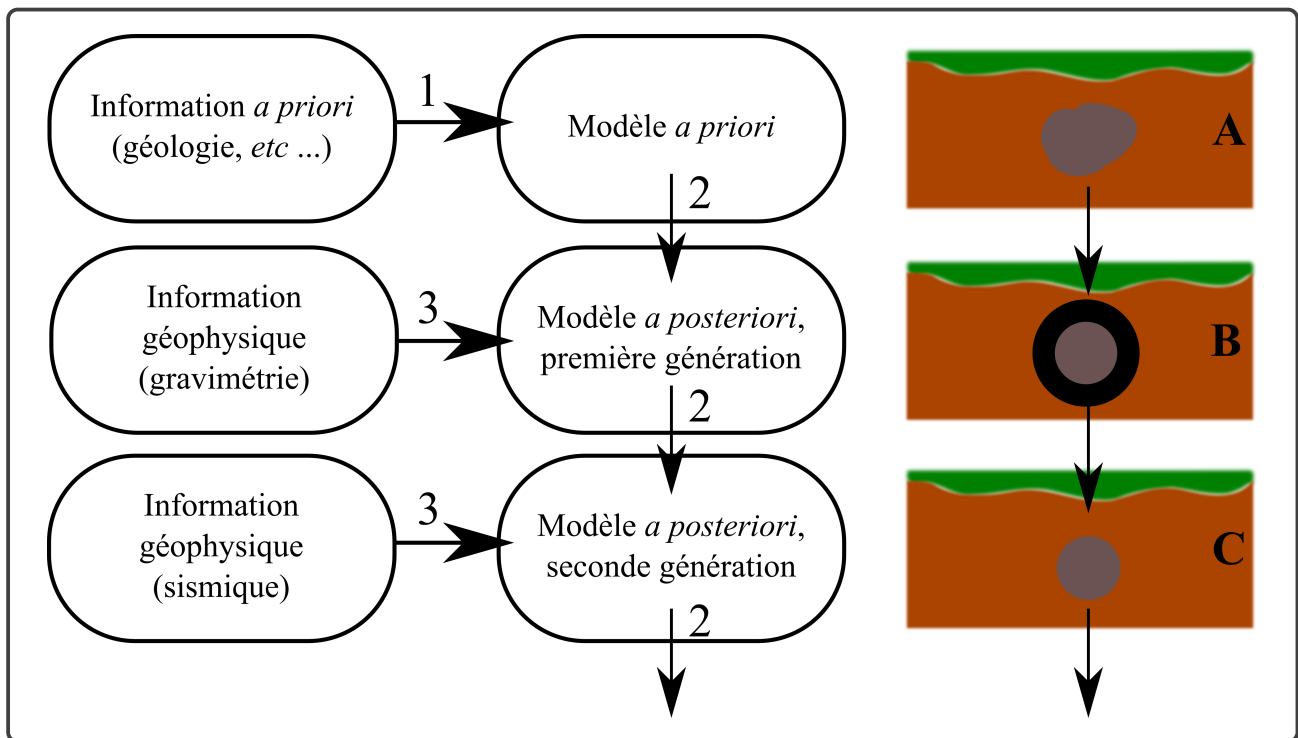 Information a priori
(géologie, etc ...)
1
Modèle a priori
A
2
Information
géophysique
(gravimétrie)
3
Modèle a posteriori,
première génération
B
2
Information
géophysique
(sismique)
3
Modèle a posteriori,
seconde génération
C
2